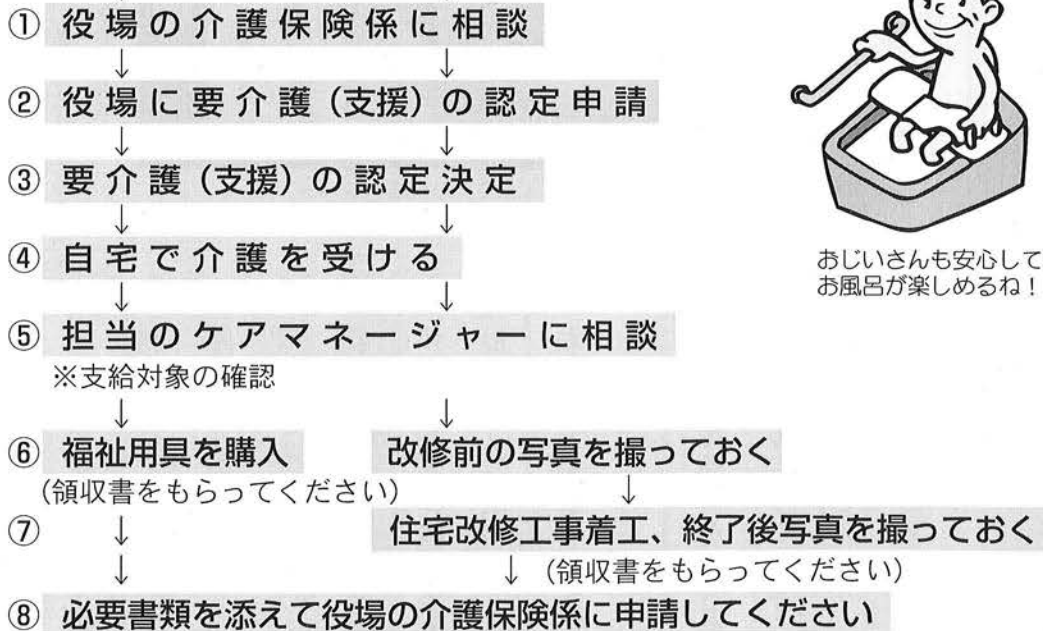 ① 役場の介護保険係に相談
↓ ↓
② 役場に要介護（支援）の認定申請
↓ ↓
③ 要介護（支援）の認定決定
↓ ↓
④ 自宅で介護を受ける
↓ ↓
⑤ 担当のケアマネージャーに相談
※支給対象の確認
↓ ↓
⑥ 福祉用具を購入 改修前の写真を撮っておく
（領収書をもらってください） ↓
⑦ ↓ 住宅改修工事着工、終了後写真を撮っておく
↓ ↓（領収書をもらってください）
⑧ 必要書類を添えて役場の介護保険係に申請してください
おじいさんも安心して
お風呂が楽しめるね！